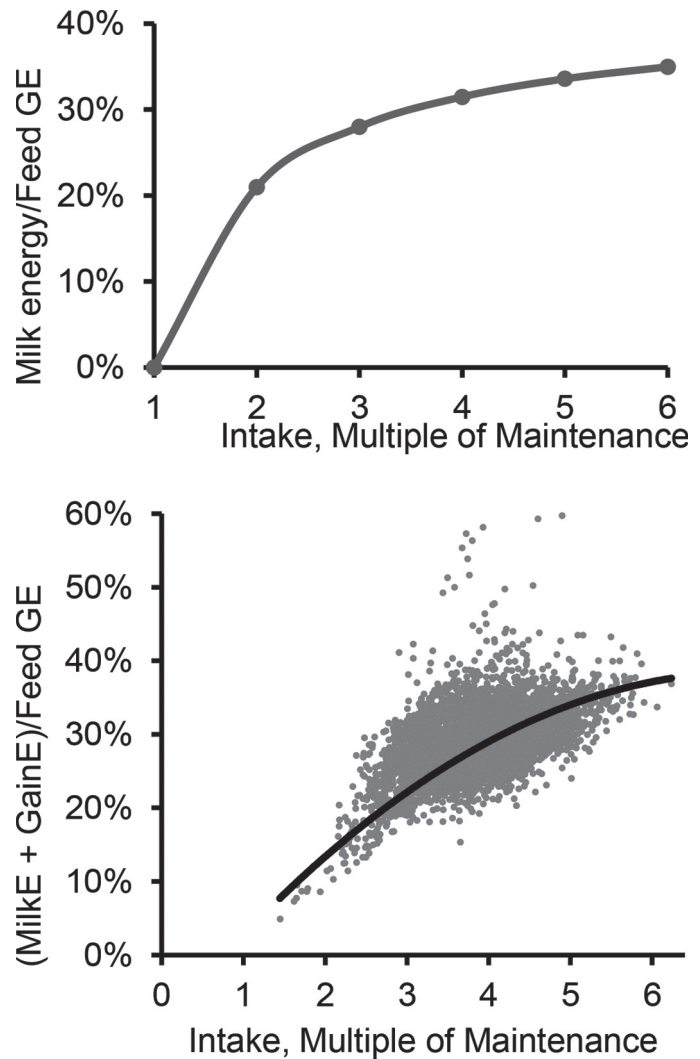 Milk energy/Feed GE
40%
30%
20%
10%
0%
1 2 3 4 5 6
Intake, Multiple of Maintenance
(MilkE + GainE)/Feed GE
60%
50%
40%
30%
20%
10%
0%
0 1 2 3 4 5 6
Intake, Multiple of Maintenance